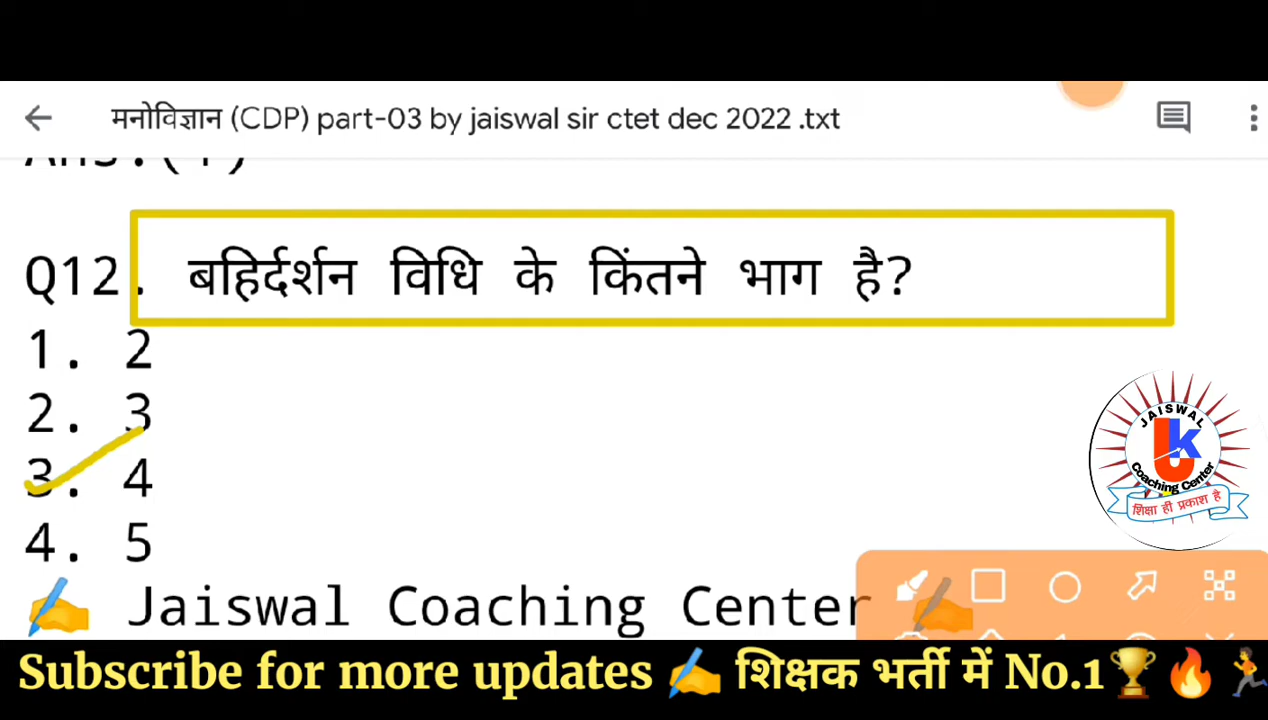 मनोविज्ञान (CDP) part-03 by jaiswal sir ctet dec 2022 .txt
Q12. बहिर्दर्शन विधि के किंतने भाग है?
1. 2
2. 3
3. 4
4. 5
JAISWAL
UK
Coaching Center
शिक्षा ही प्रकाश है
✍ Jaiswal Coaching Center ✍
Subscribe for more updates ✍ शिक्षक भर्ती में No.1🏆🔥🏃